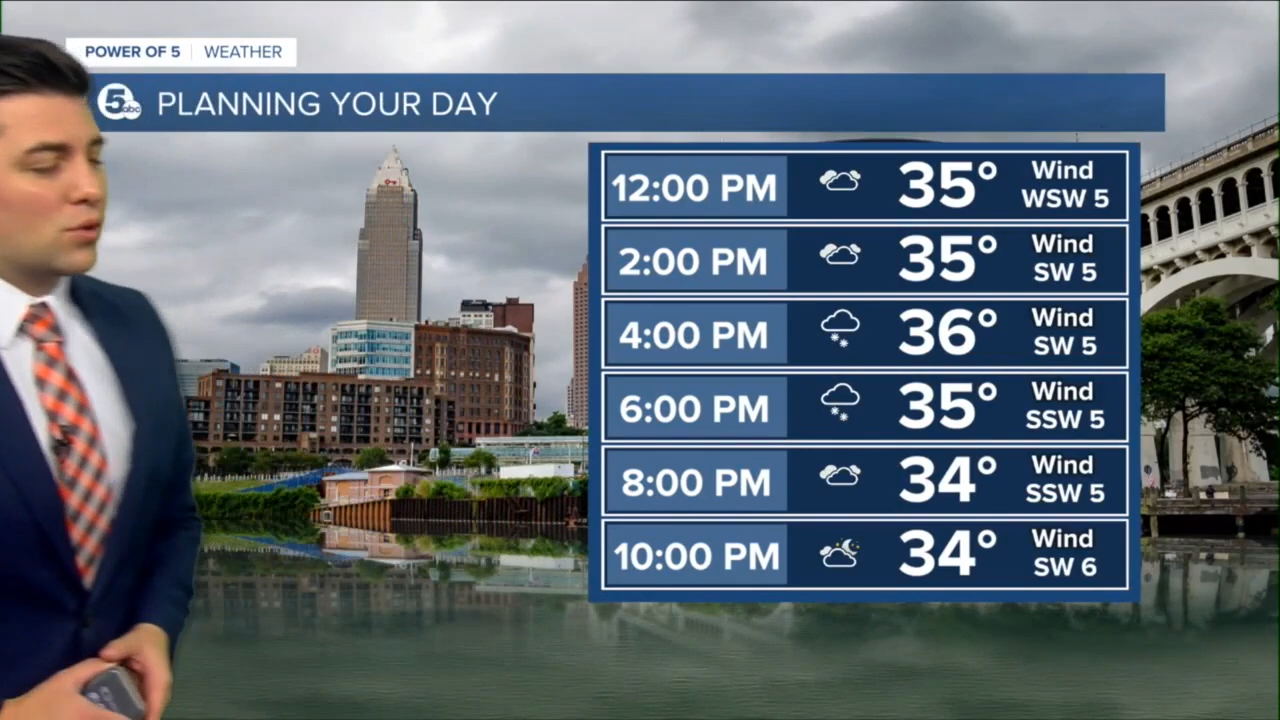 POWER OF 5 | WEATHER
5 abc PLANNING YOUR DAY
12:00 PM 35° Wind
WSW 5
2:00 PM 35° Wind
SW 5
4:00 PM 36° Wind
SW 5
6:00 PM 35° Wind
SSW 5
8:00 PM 34° Wind
SSW 5
10:00 PM 34° Wind
SW 6